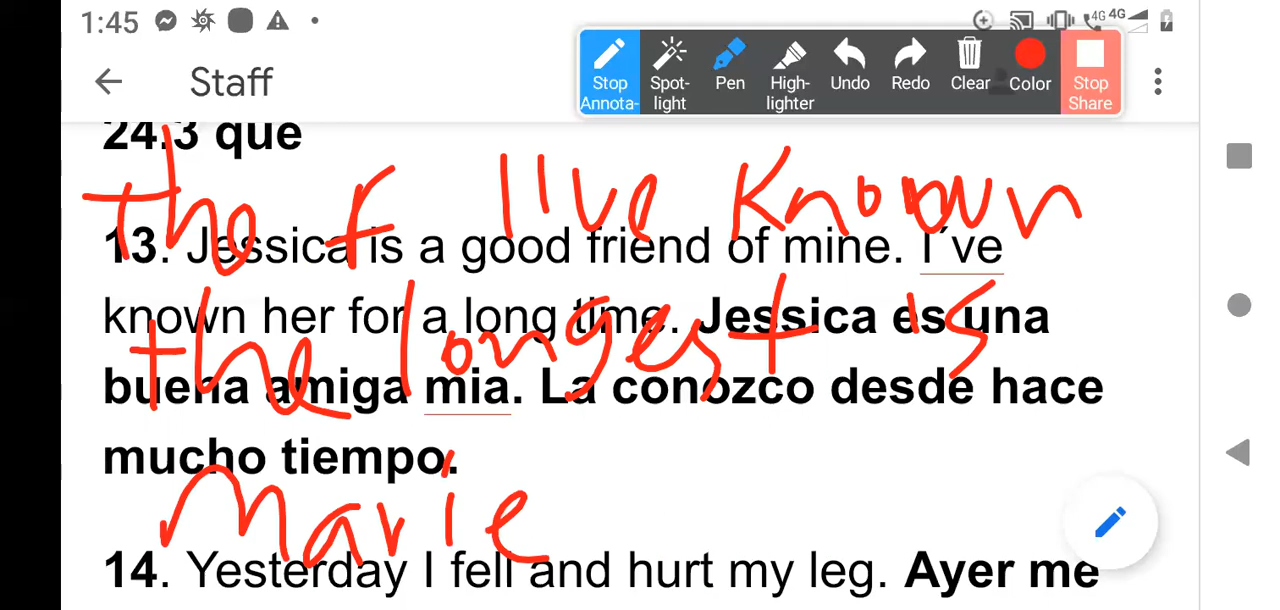 1:45 4G 4G
Staff
Stop Annota- Spot-light Pen High-lighter Undo Redo Clear Color Stop Share
24.3 que
the f I've known
13. Jessica is a good friend of mine. I´ve
known her for a long time. Jessica es una
the longest is
buena amiga mia. La conozco desde hace
mucho tiempo.
Marie
14. Yesterday I fell and hurt my leg. Ayer me